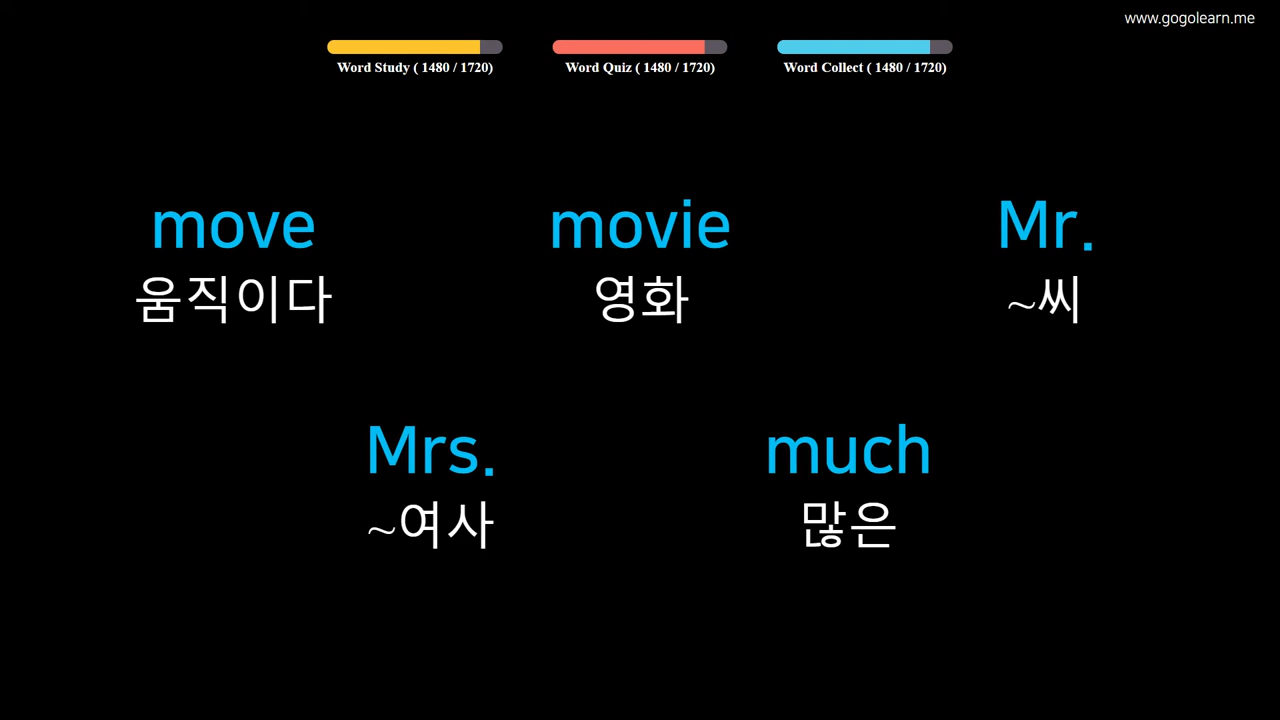 www.gogolearn.me
Word Study ( 1480 / 1720)
Word Quiz ( 1480 / 1720)
Word Collect ( 1480 / 1720)
move
움직이다
movie
영화
Mr.
~씨
Mrs.
~여사
much
많은